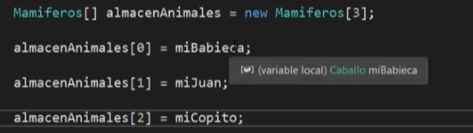 Mamiferos[] almacenAnimales = new Mamiferos[3];
almacenAnimales[0] = miBabieca;
(variable local) Caballo miBabieca
almacenAnimales[1] = miJuan;
almacenAnimales[2] = miCopito;